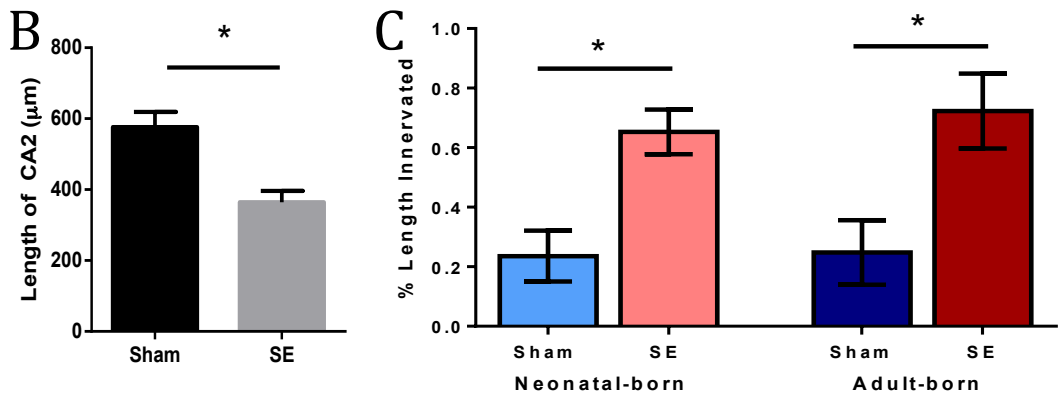 B
*
Length of CA2 (μm)
800
600
400
200
0
Sham SE
C
* *
% Length Innervated
1.0
0.8
0.6
0.4
0.2
0.0
Sham SE Sham SE
Neonatal-born Adult-born